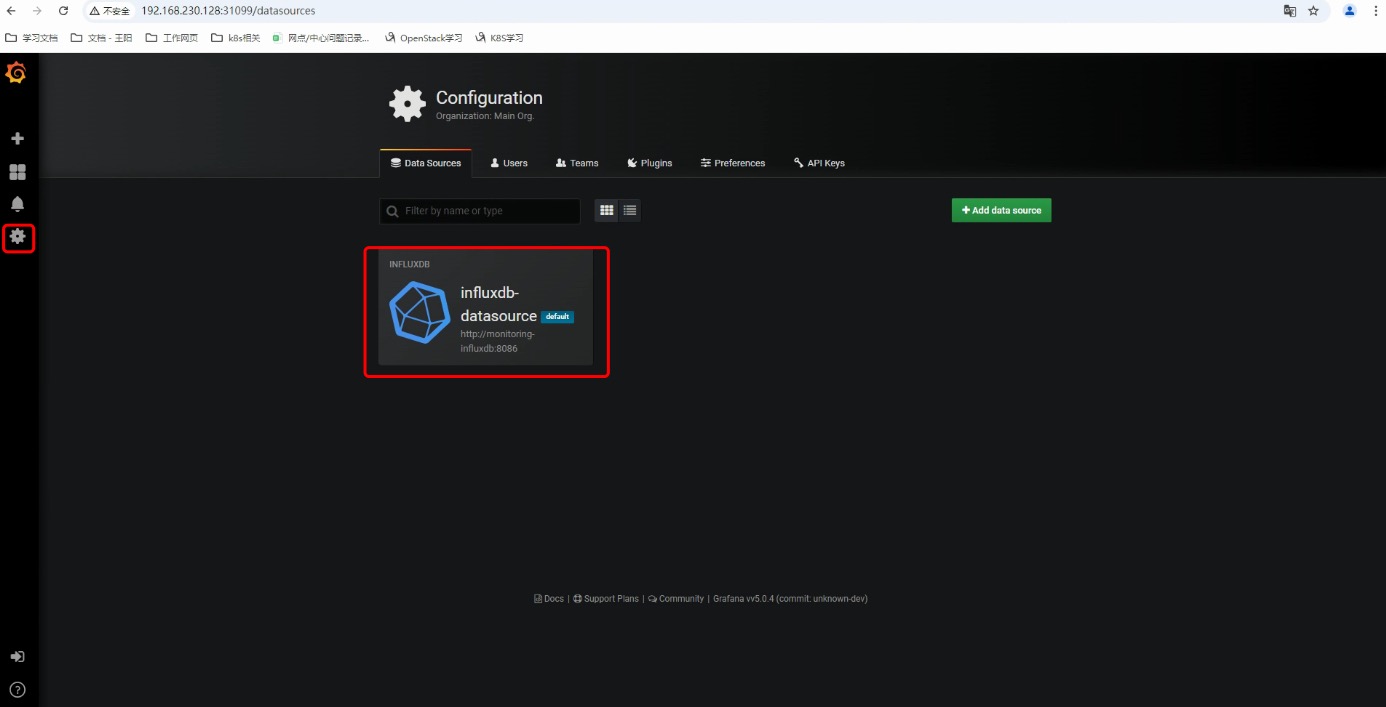 不安全 192.168.230.128:31099/datasources
学习文档 文档 - 王阳 工作网页 k8s相关 网点/中心问题记录... OpenStack学习 K8S学习
Configuration
Organization: Main Org.
Data Sources Users Teams Plugins Preferences API Keys
Filter by name or type
+ Add data source
INFLUXDB
influxdb-
datasource default
http://monitoring-
influxdb:8086
Docs | Support Plans | Community | Grafana vv5.0.4 (commit: unknown-dev)